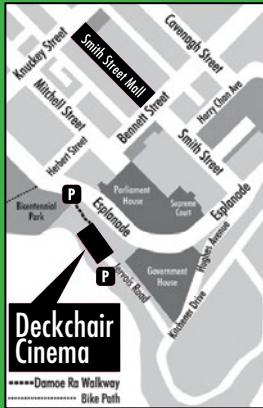 Knuckey Street
Smith Street Mall
Cavenagh Street
Mitchell Street
Bennett Street
Harry Chan Ave
Herbert Street
Smith Street
Parliament House
Supreme Court
Esplanade
Bicentennial Park
P
Esplanade
Hughes Avenue
P
Jervois Road
Government House
Kitchener Drive
Deckchair
Cinema
Damoe Ra Walkway
Bike Path